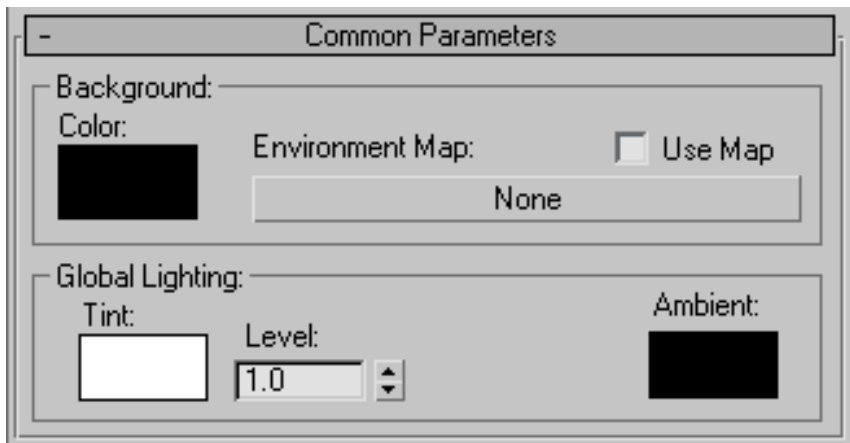 - Common Parameters
Background:
Color:
Environment Map: Use Map
None
Global Lighting:
Tint:
Level:
1.0
Ambient: